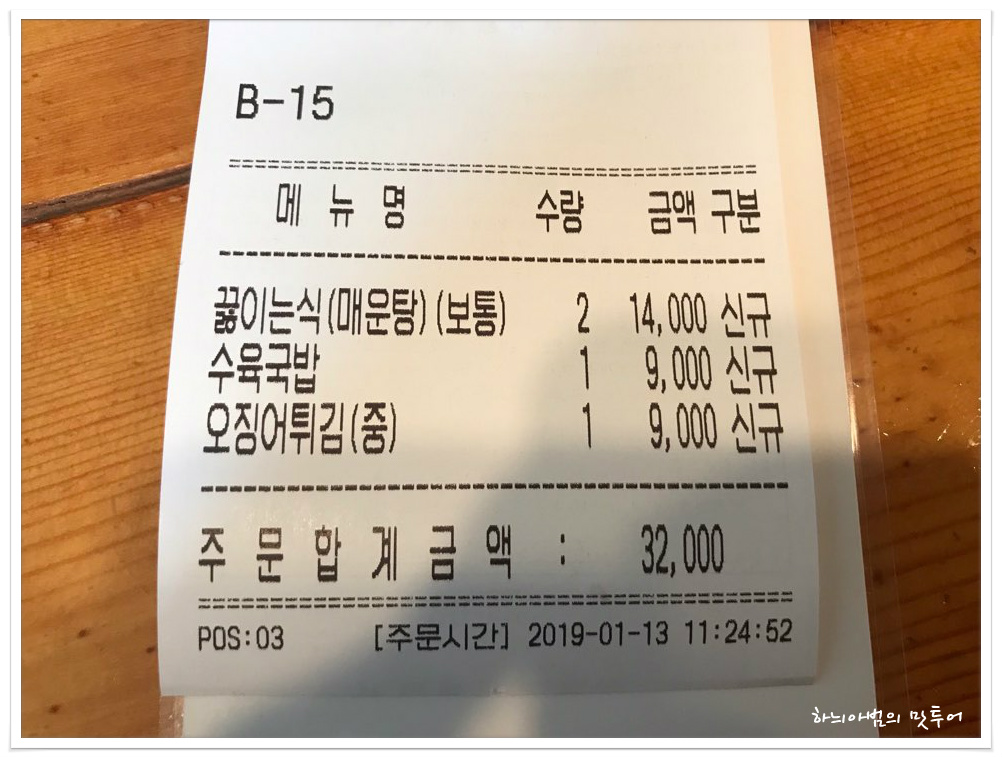 B-15
메 뉴 명 수량 금액 구분
끓이는식(매운탕)(보통) 2 14,000 신규
수육국밥 1 9,000 신규
오징어튀김(중) 1 9,000 신규
주 문 합 계 금 액 : 32,000
POS:03 [주문시간] 2019-01-13 11:24:52
하늬아범의 맛투어